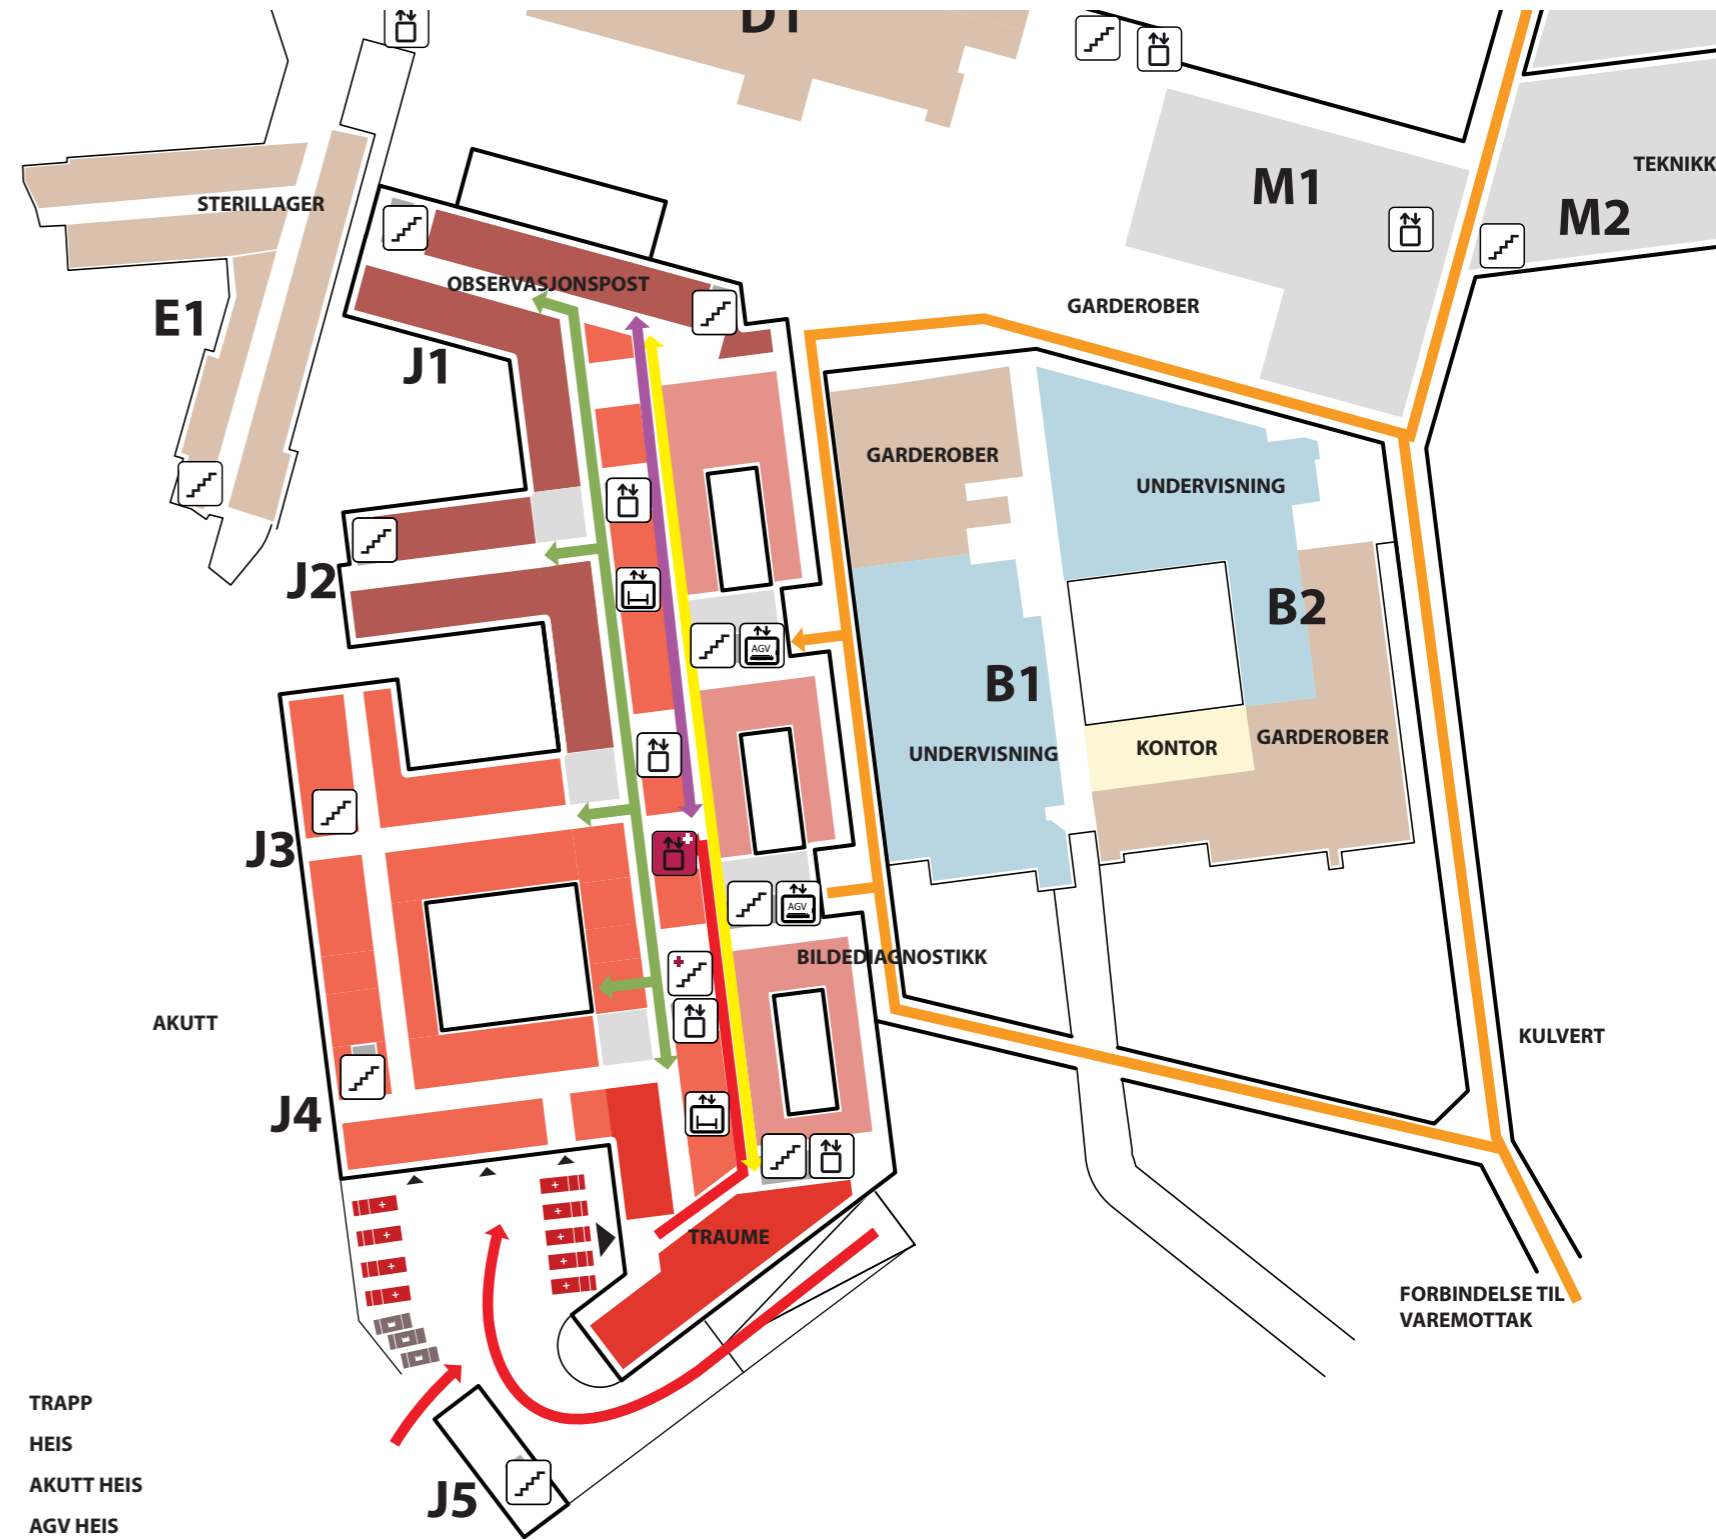 D1
M1
TEKNIKK
M2
STERILLAGER
OBSERVASJONSPOST
E1
GARDEROBER
J1
GARDEROBER
UNDERVISNING
J2
B2
AGV
B1
KONTOR
GARDEROBER
UNDERVISNING
J3
AGV
BILDEDIAGNOSTIKK
AKUTT
KULVERT
J4
TRAUME
FORBINDELSE TIL
VAREMOTTAK
J5
TRAPP
HEIS
AKUTT HEIS
AGV HEIS